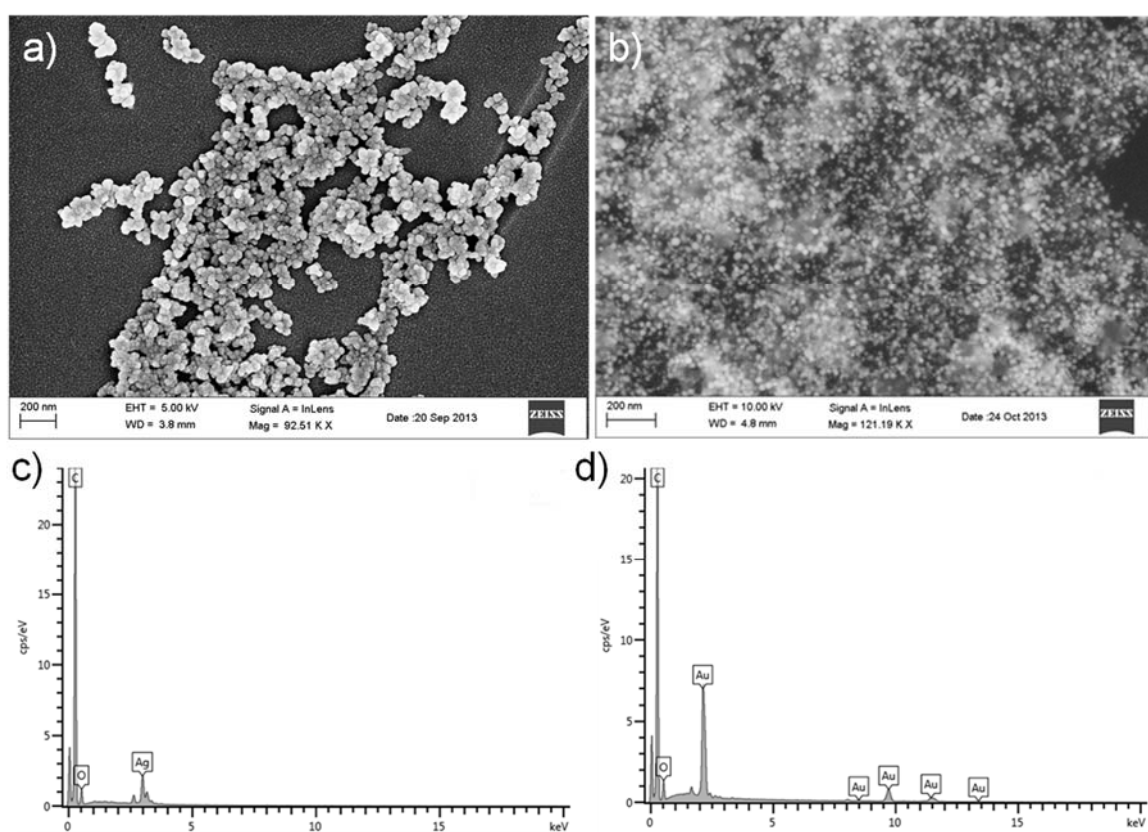 a)
200 nm
EHT = 5.00 kV
WD = 3.8 mm
Signal A = InLens
Mag = 92.51 K X
Date :20 Sep 2013
ZEISS
b)
200 nm
EHT = 10.00 kV
WD = 4.8 mm
Signal A = InLens
Mag = 121.19 K X
Date :24 Oct 2013
ZEISS
c)
C
20
15
10
5
0
cps/eV
O
Ag
0 5 10 15 keV
d)
C
20
15
10
5
0
cps/eV
O
Au
Au
Au
Au
Au
0 5 10 15 keV